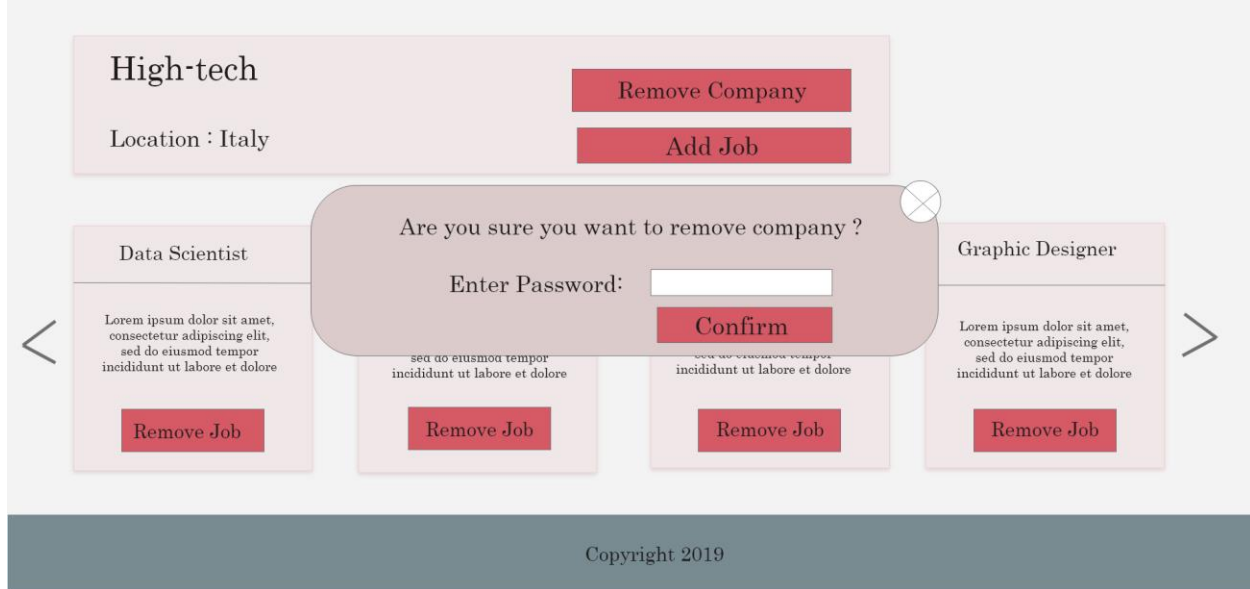 High-tech
Remove Company
Location : Italy
Add Job
Are you sure you want to remove company ?
Enter Password:
Confirm
Data Scientist
Lorem ipsum dolor sit amet,
consectetur adipiscing elit,
sed do eiusmod tempor
incididunt ut labore et dolore
Remove Job
sed do eiusmod tempor
incididunt ut labore et dolore
Remove Job
sed do eiusmod tempor
incididunt ut labore et dolore
Remove Job
Graphic Designer
Lorem ipsum dolor sit amet,
consectetur adipiscing elit,
sed do eiusmod tempor
incididunt ut labore et dolore
Remove Job
Copyright 2019